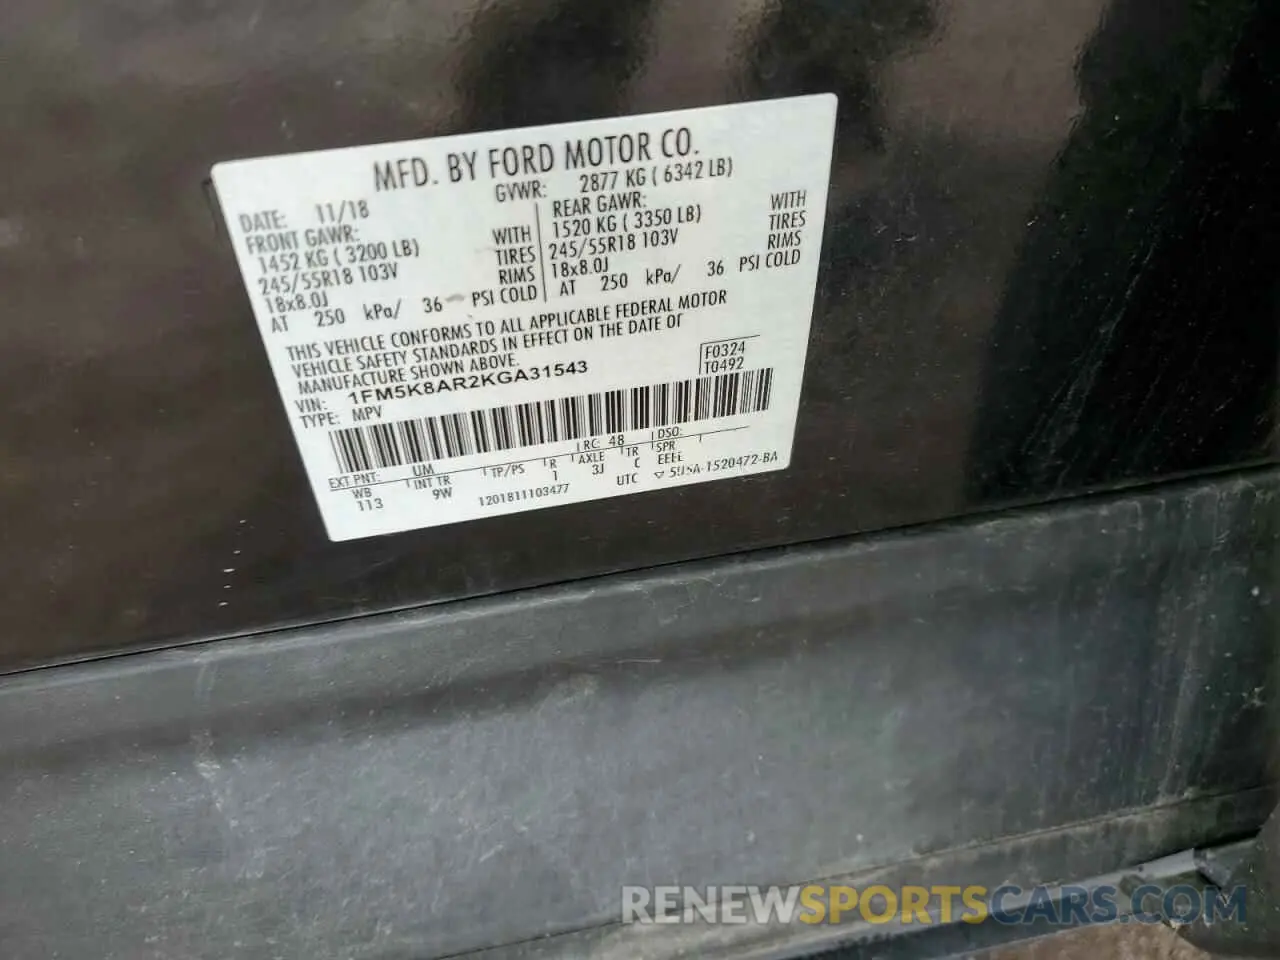 MFD. BY FORD MOTOR CO.
DATE: 11/18 GVWR: 2877 KG ( 6342 LB)
FRONT GAWR:
1452 KG ( 3200 LB) WITH
245/55R18 103V TIRES
18x8.0J RIMS
AT 250 kPa/ 36 PSI COLD
REAR GAWR: WITH
1520 KG ( 3350 LB) TIRES
245/55R18 103V RIMS
18x8.0J
AT 250 kPa/ 36 PSI COLD
THIS VEHICLE CONFORMS TO ALL APPLICABLE FEDERAL MOTOR
VEHICLE SAFETY STANDARDS IN EFFECT ON THE DATE OF
MANUFACTURE SHOWN ABOVE.
VIN: 1FM5K8AR2KGA31543
TYPE: MPV
F0324
T0492
EXT PNT: UM RC: 48 DSO:
WB INT TR TP/PS R AXLE TR SPR
113 9W 1 3J C EEEE
1201811103477 UTC ▽ 5U5A-1520472-BA
RENEWSPORTSCARS.COM